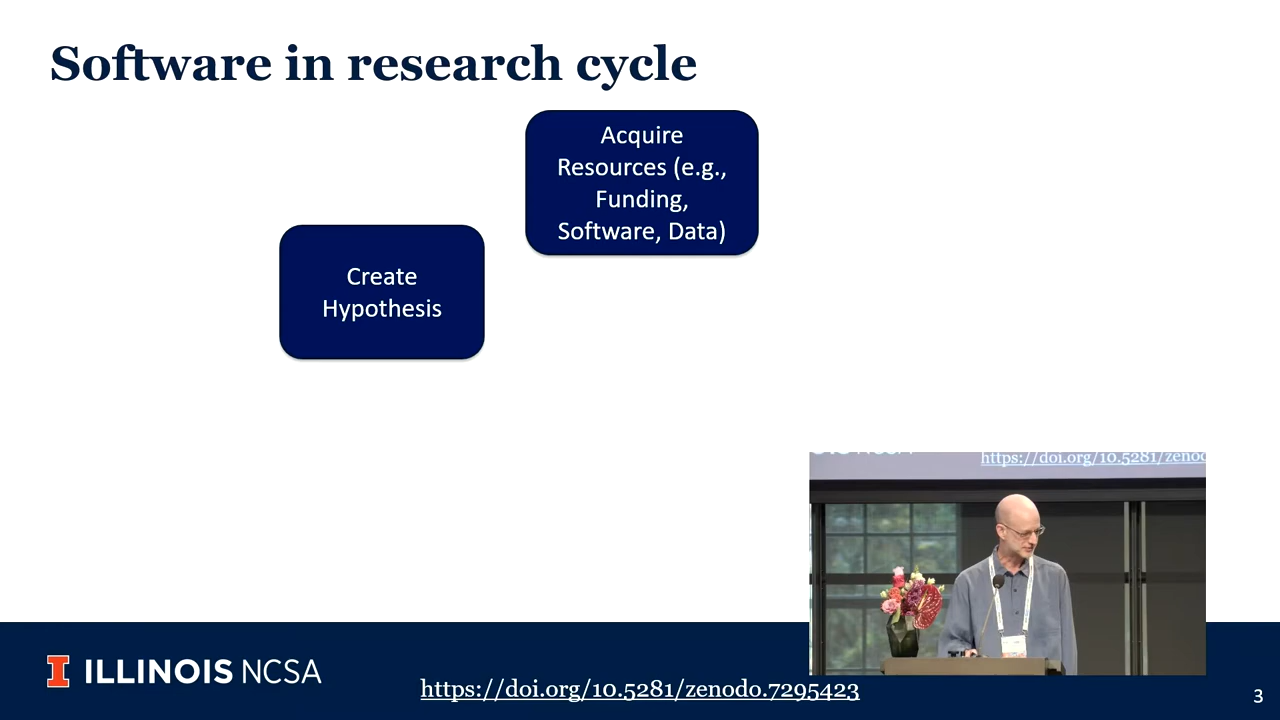 Software in research cycle
Acquire
Resources (e.g.,
Funding,
Software, Data)
Create
Hypothesis
https://doi.org/10.5281/zenod
I ILLINOIS NCSA
https://doi.org/10.5281/zenodo.7295423
3